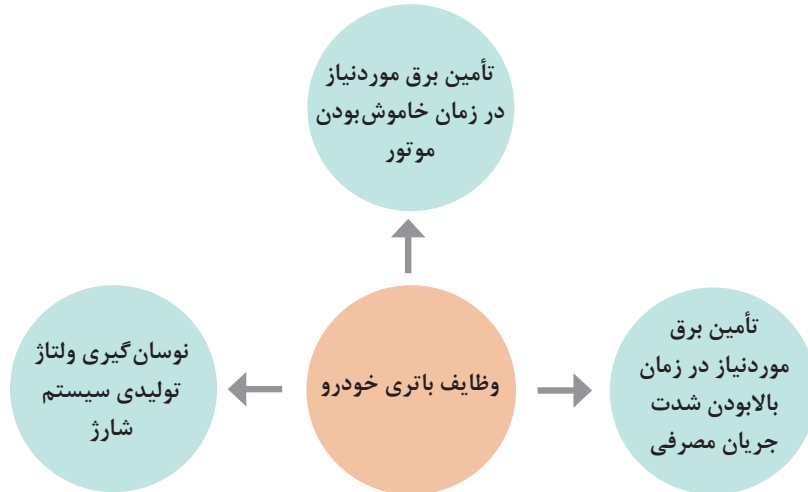 تأمین برق موردنیاز
در زمان خاموش‌بودن
موتور
تأمین برق
موردنیاز در زمان
بالابودن شدت
جریان مصرفی
وظایف باتری خودرو
نوسان‌گیری ولتاژ
تولیدی سیستم
شارژ